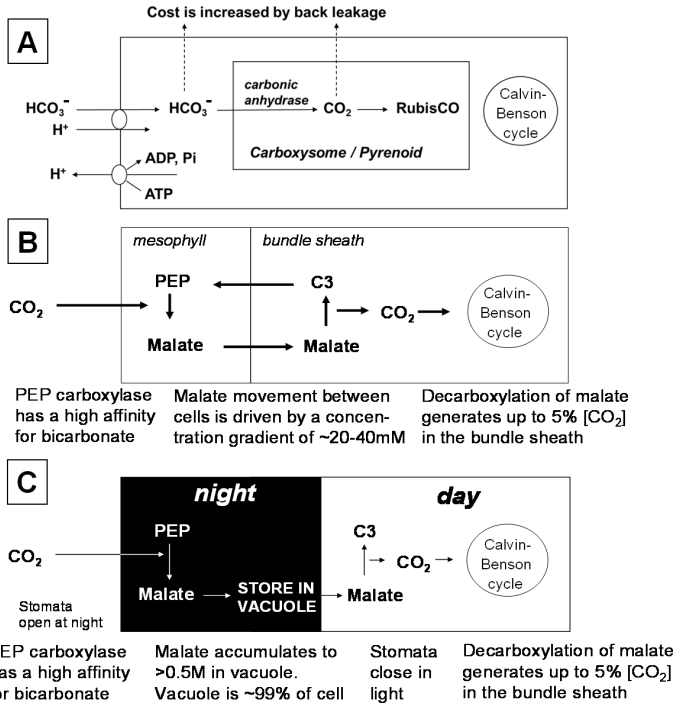 Cost is increased by back leakage
A
HCO₃⁻
H⁺
HCO₃⁻
carbonic
anhydrase
CO₂
RubisCO
Carboxysome / Pyrenoid
Calvin-
Benson
cycle
H⁺
ADP, Pi
ATP
B
mesophyll
bundle sheath
CO₂
PEP
Malate
C3
Malate
CO₂
Calvin-
Benson
cycle
PEP carboxylase
has a high affinity
for bicarbonate
Malate movement between
cells is driven by a concen-
tration gradient of ~20-40mM
Decarboxylation of malate
generates up to 5% [CO₂]
in the bundle sheath
C
night
day
CO₂
Stomata
open at night
PEP
Malate
STORE IN
VACUOLE
C3
Malate
CO₂
Calvin-
Benson
cycle
EP carboxylase
as a high affinity
or bicarbonate
Malate accumulates to
>0.5M in vacuole.
Vacuole is ~99% of cell
Stomata
close in
light
Decarboxylation of malate
generates up to 5% [CO₂]
in the bundle sheath